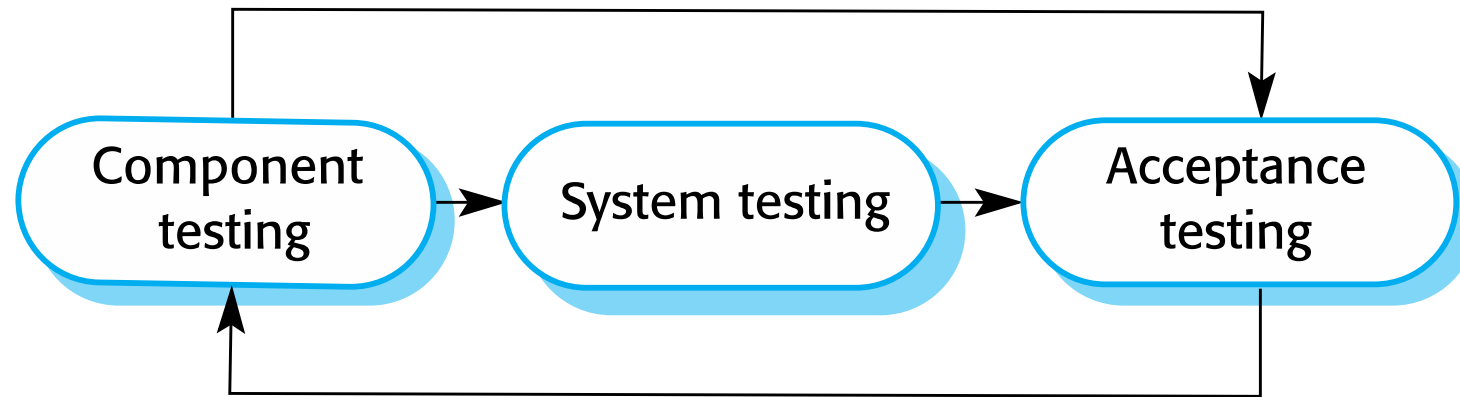 Component
testing
System testing
Acceptance
testing